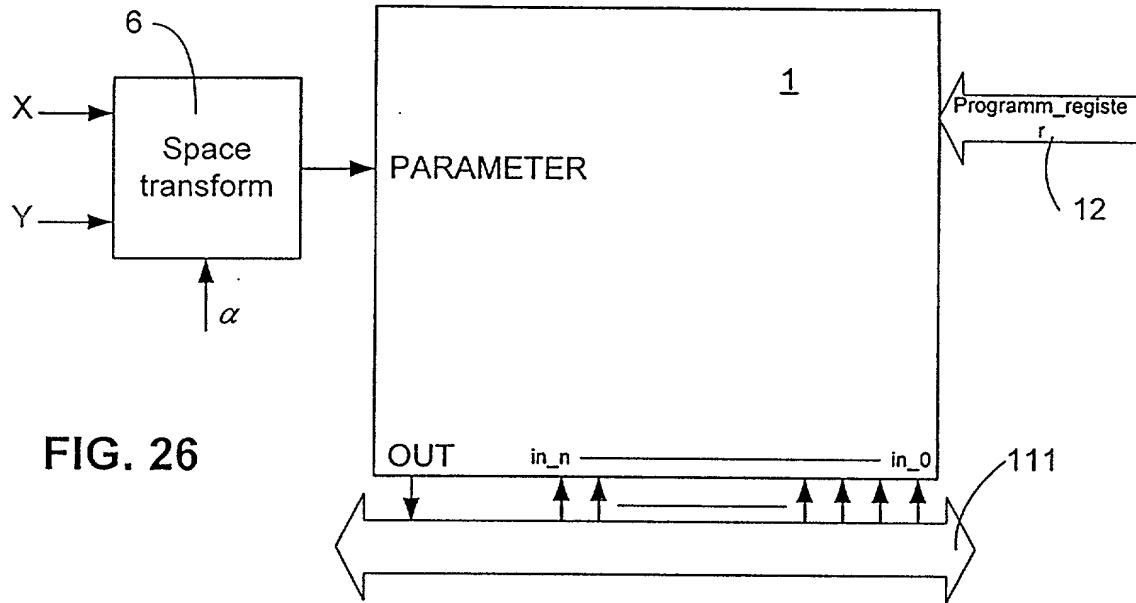 6
X
Y
Space
transform
α
PARAMETER
1
Programm_registe
r
12
FIG. 26
OUT
in_n
in_0
111